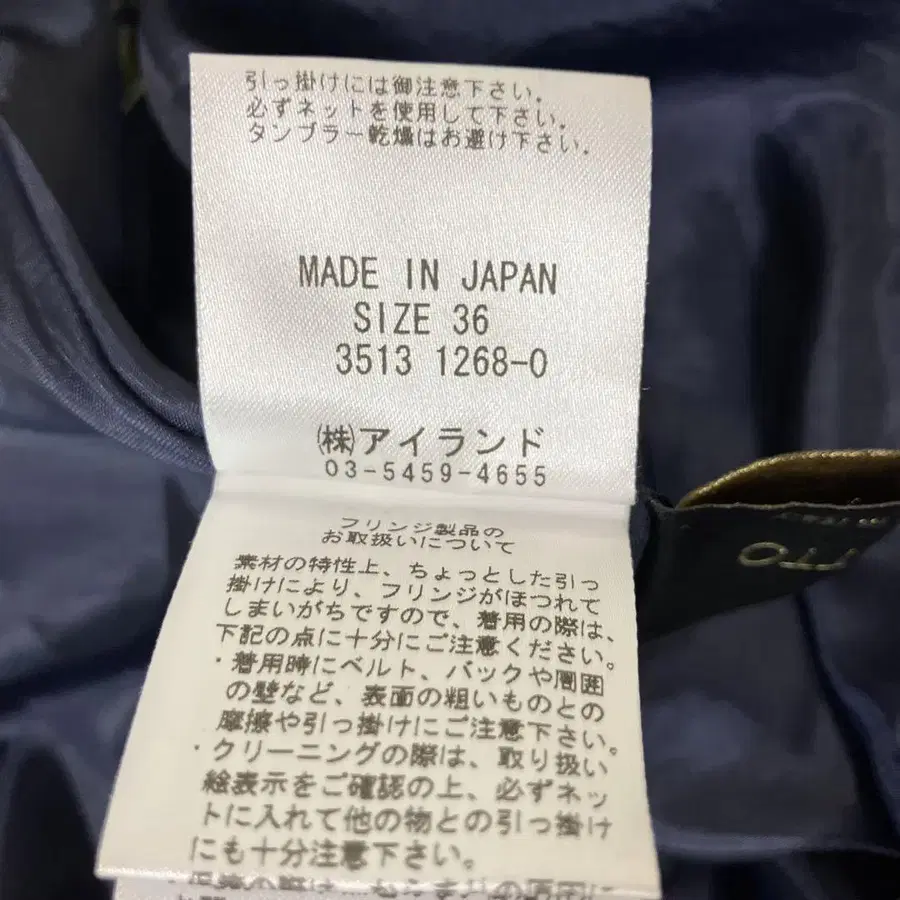 引っ掛けには御注意下さい.
必ずネットを使用して下さい.
タンブラー乾燥はお避け下さい.
MADE IN JAPAN
SIZE 36
3513 1268-0
㈱アイランド
03-5459-4655
フリンジ製品の
お取扱いについて
素材の特性上、ちょっとした引っ
掛けにより、フリンジがほつれて
しまいがちですので、着用の際は、
下記の点に十分にご注意ください。
・着用時にベルト、バックや周囲
の壁など、表面の粗いものとの
摩擦や引っ掛けにご注意下さい。
・クリーニングの際は、取り扱い
絵表示をご確認の上、必ずネッ
トに入れて他の物との引っ掛け
にも十分注意下さい。